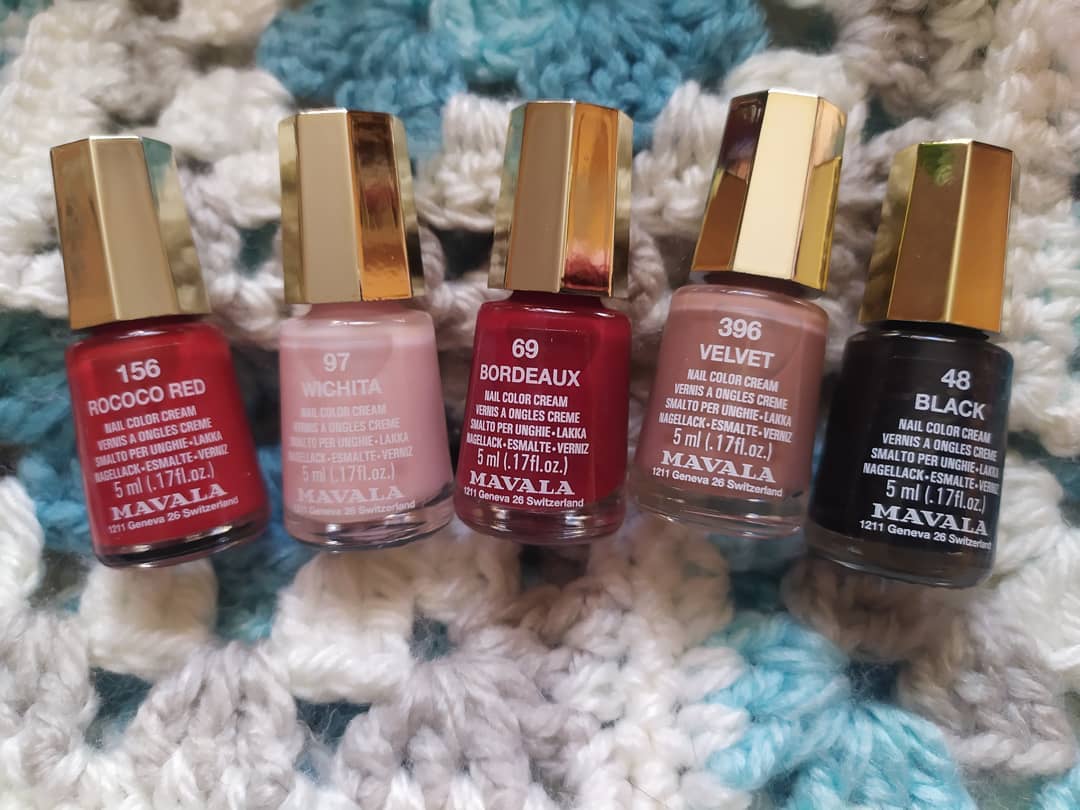 156
ROCOCO RED
NAIL COLOR CREAM
VERNIS A ONGLES CREME
SMALTO PER UNGHIE•LAKKA
NAGELLACK•ESMALTE•VERNIZ
5 ml (.17fl.oz.)
MAVALA
1211 Geneva 26 Switzerland
97
WICHITA
NAIL COLOR CREAM
VERNIS A ONGLES CREME
SMALTO PER UNGHIE•LAKKA
NAGELLACK•ESMALTE•VERNIZ
5 ml (.17fl.oz.)
MAVALA
Geneva 26 Switzerland
69
BORDEAUX
NAIL COLOR CREAM
VERNIS A ONGLES CREME
SMALTO PER UNGHIE•LAKKA
NAGELLACK•ESMALTE•VERNIZ
5 ml (.17fl.oz.)
MAVALA
1211 Geneva 26 Switzerland
396
VELVET
NAIL COLOR CREAM
VERNIS A ONGLES CREME
SMALTO PER UNGHIE•LAKKA
NAGELLACK•ESMALTE•VERNIZ
5 ml (.17fl.oz.)
MAVALA
1211 Geneva 26 Switzerland
48
BLACK
NAIL COLOR CREAM
VERNIS A ONGLES CREME
SMALTO PER UNGHIE•LAKKA
NAGELLACK•ESMALTE•VERNIZ
5 ml (.17fl.oz.)
MAVALA
1211 Geneva 26 Switzerland